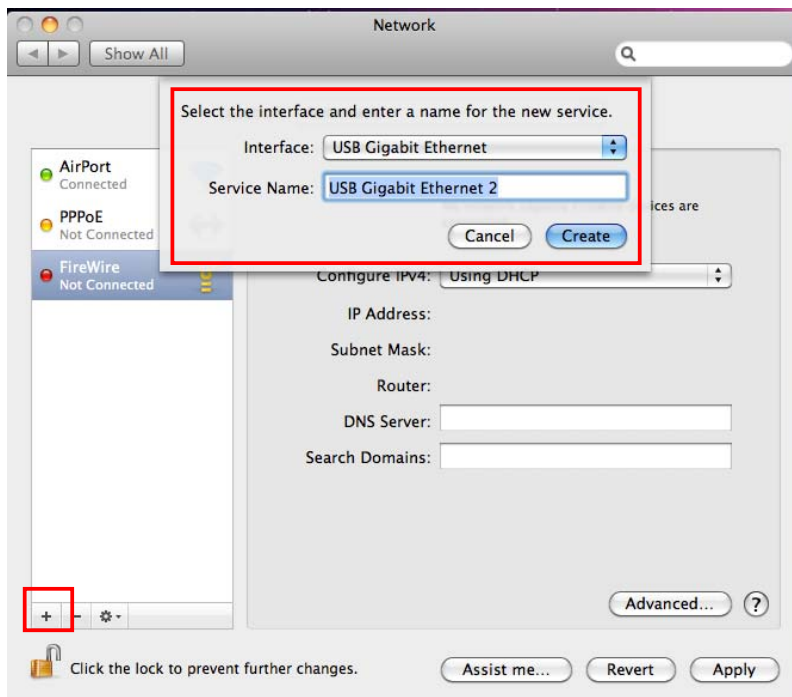 Network
Show All
Select the interface and enter a name for the new service.
Interface: USB Gigabit Ethernet
Service Name: USB Gigabit Ethernet 2
Cancel Create
AirPort
Connected
PPPoE
Not Connected
FireWire
Not Connected
ices are
Configure IPv4: Using DHCP
IP Address:
Subnet Mask:
Router:
DNS Server:
Search Domains:
+ -
Advanced... ?
Click the lock to prevent further changes.
Assist me... Revert Apply